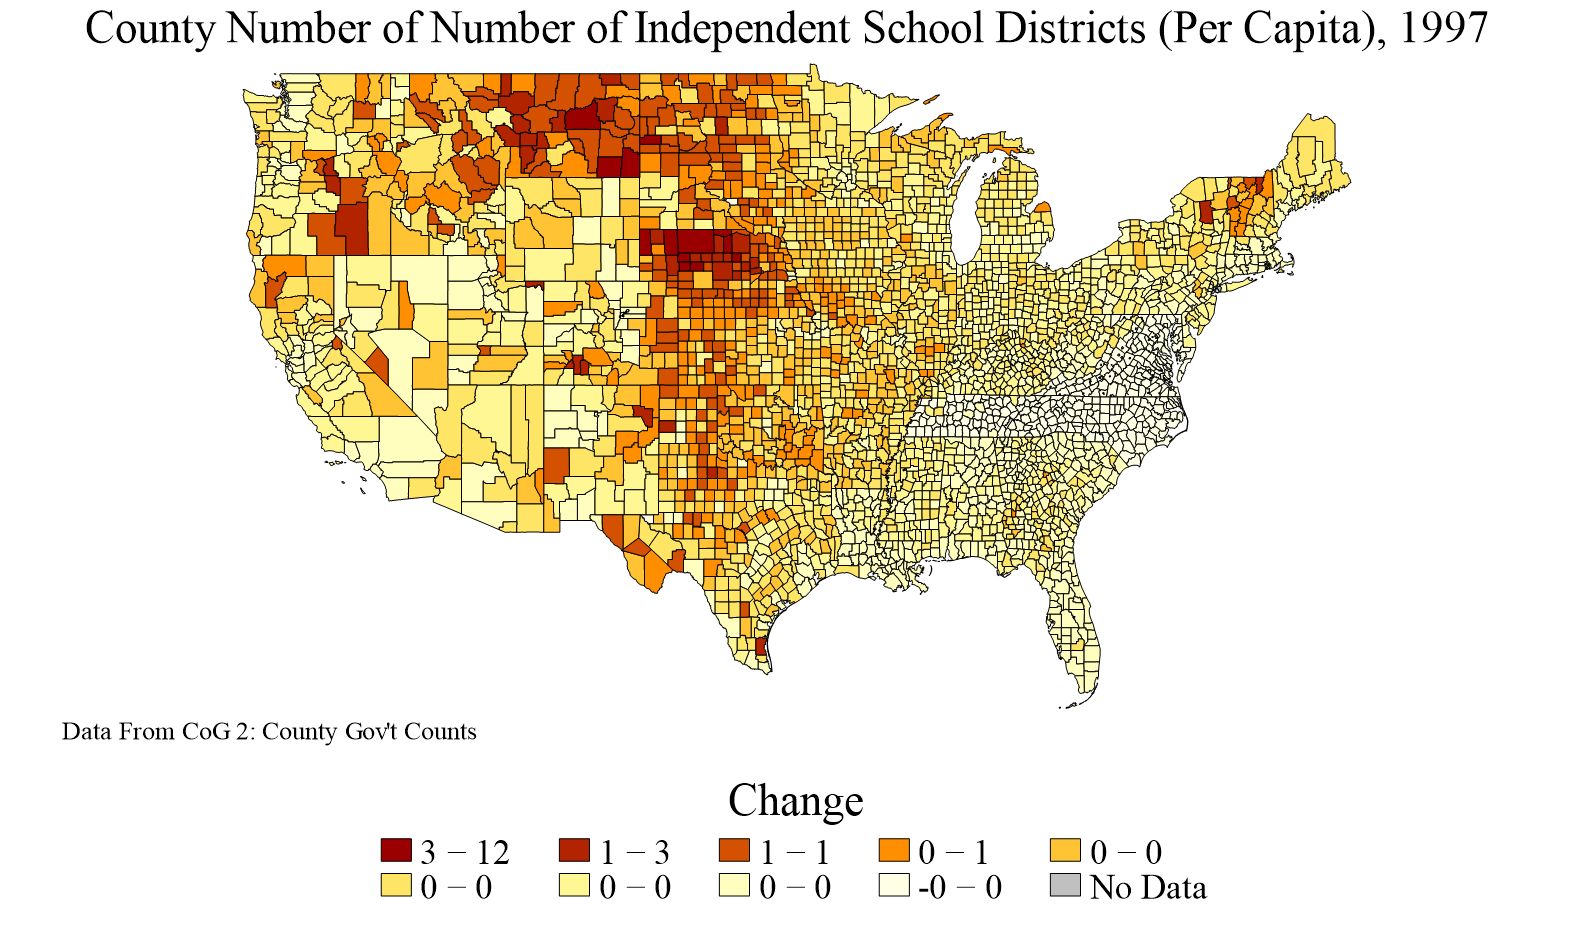 County Number of Number of Independent School Districts (Per Capita), 1997
Data From CoG 2: County Gov't Counts
Change
3 − 12
1 − 3
1 − 1
0 − 1
0 − 0
0 − 0
0 − 0
0 − 0
-0 − 0
No Data